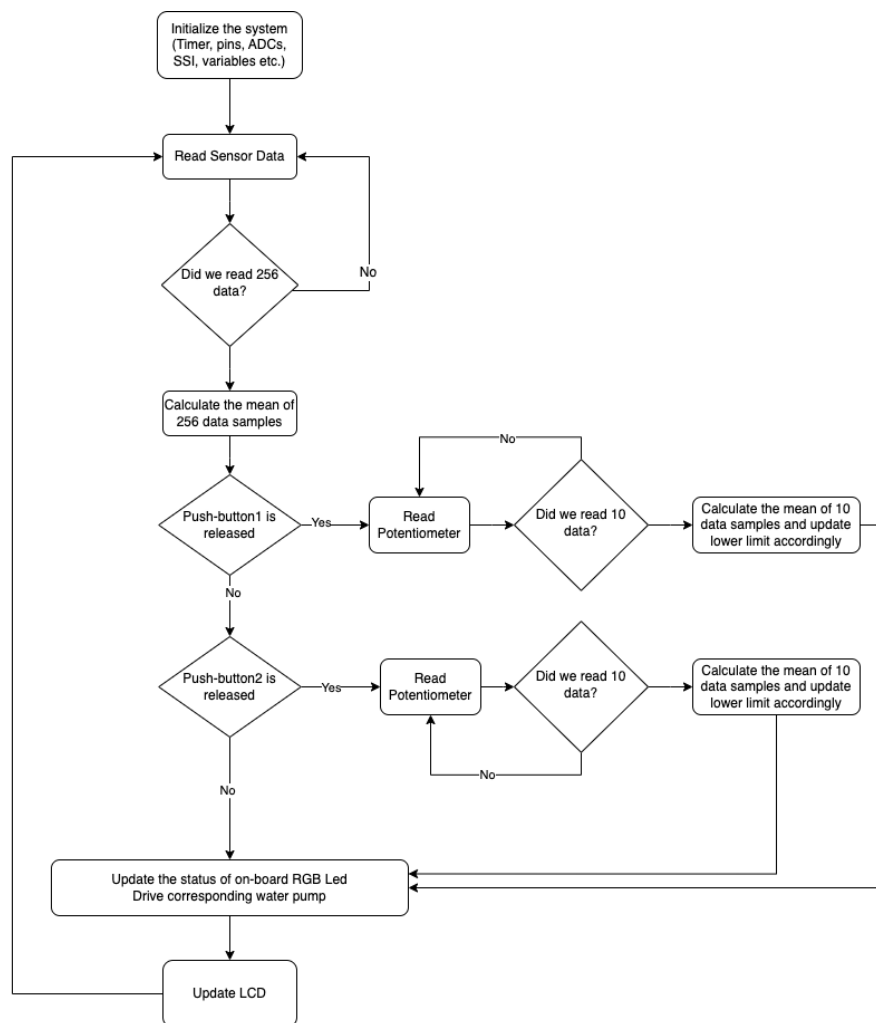 Initialize the system
(Timer, pins, ADCs,
SSI, variables etc.)
Read Sensor Data
Did we read 256
data?
No
Calculate the mean of
256 data samples
Push-button1 is
released
Yes
Read
Potentiometer
No
Did we read 10
data?
Calculate the mean of 10
data samples and update
lower limit accordingly
No
Push-button2 is
released
Yes
Read
Potentiometer
Did we read 10
data?
No
Calculate the mean of 10
data samples and update
lower limit accordingly
No
Update the status of on-board RGB Led
Drive corresponding water pump
Update LCD